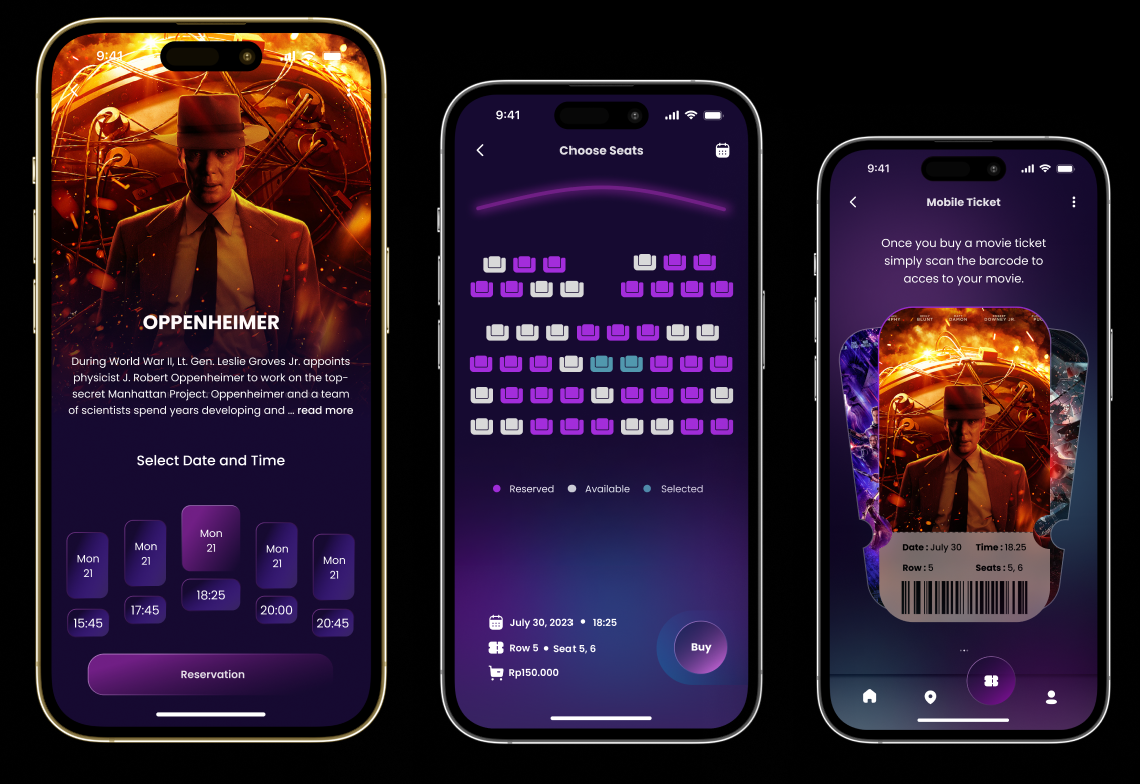 9:41
OPPENHEIMER
During World War II, Lt. Gen. Leslie Groves Jr. appoints
physicist J. Robert Oppenheimer to work on the top-
secret Manhattan Project. Oppenheimer and a team
of scientists spend years developing and ... read more
Select Date and Time
Mon
21
Mon
21
Mon
21
Mon
21
Mon
21
15:45
17:45
18:25
20:00
20:45
Reservation
9:41
Choose Seats
Reserved
Available
Selected
July 30, 2023 • 18:25
Row 5 • Seat 5, 6
Rp150.000
Buy
9:41
Mobile Ticket
Once you buy a movie ticket
simply scan the barcode to
acces to your movie.
BLUNT
DAMON
DOWNEY JR.
Date : July 30 Time : 18.25
Row : 5 Seats : 5, 6